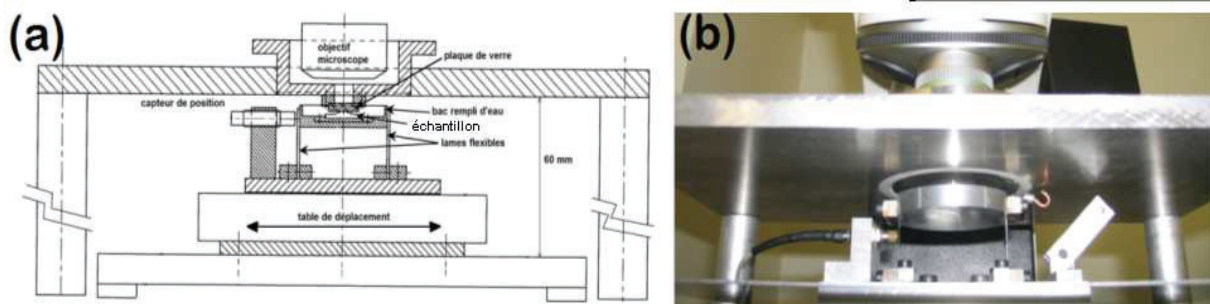 (a)
objectif
microscope
plaque de verre
capteur de position
bac rempli d'eau
échantillon
lames flexibles
60 mm
table de déplacement
(b)